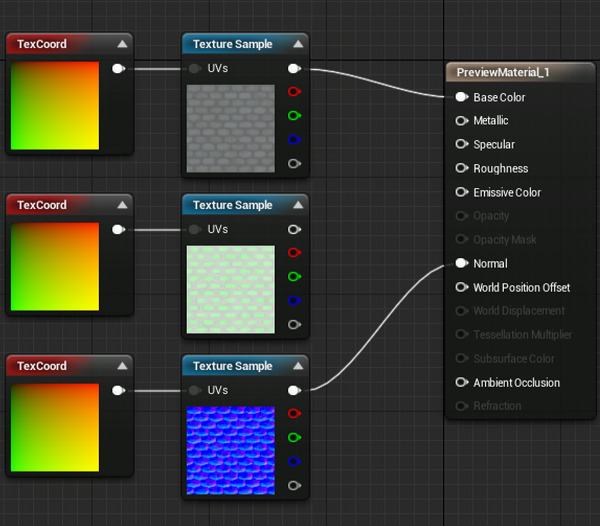 TexCoord
Texture Sample
UVs
TexCoord
Texture Sample
UVs
TexCoord
Texture Sample
UVs
PreviewMaterial_1
Base Color
Metallic
Specular
Roughness
Emissive Color
Opacity
Opacity Mask
Normal
World Position Offset
World Displacement
Tessellation Multiplier
Subsurface Color
Ambient Occlusion
Refraction